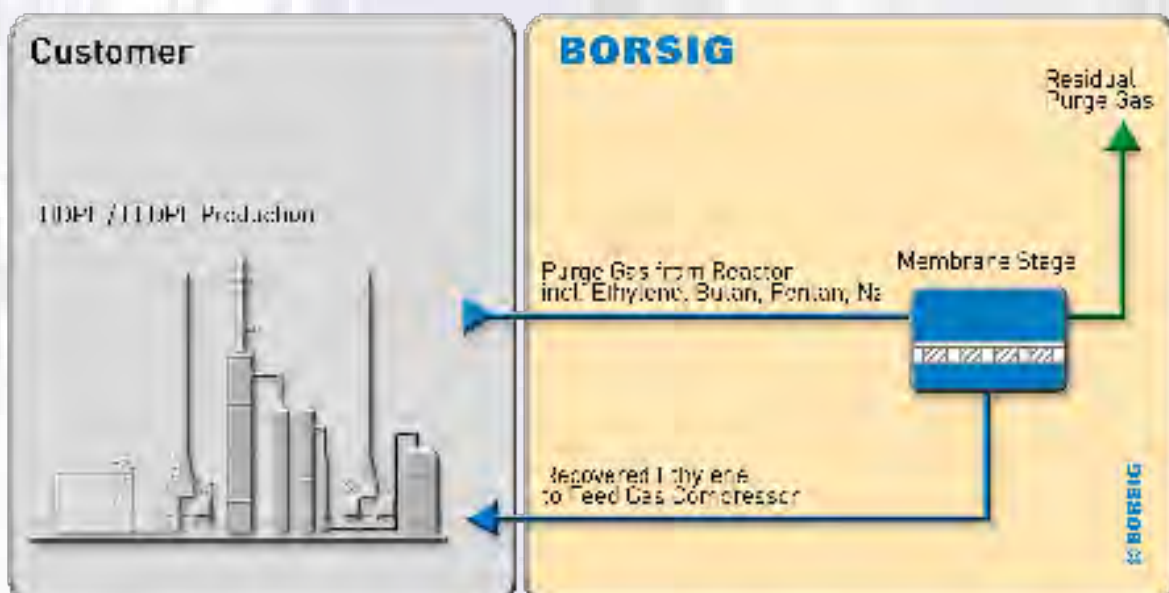 Customer
BORSIG
Residual
Purge Gas
HDPE / LLDPE Production
Membrane Stage
Purge Gas from Reactor
incl. Ethylene, Butan, Pentan, N₂
Recovered Ethylene
to Feed Gas Compressor
© BORSIG